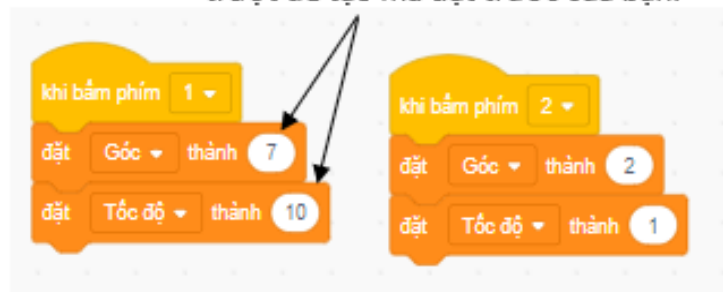 khi bấm phím 1
đặt Góc thành 7
đặt Tốc độ thành 10
khi bấm phím 2
đặt Góc thành 2
đặt Tốc độ thành 1